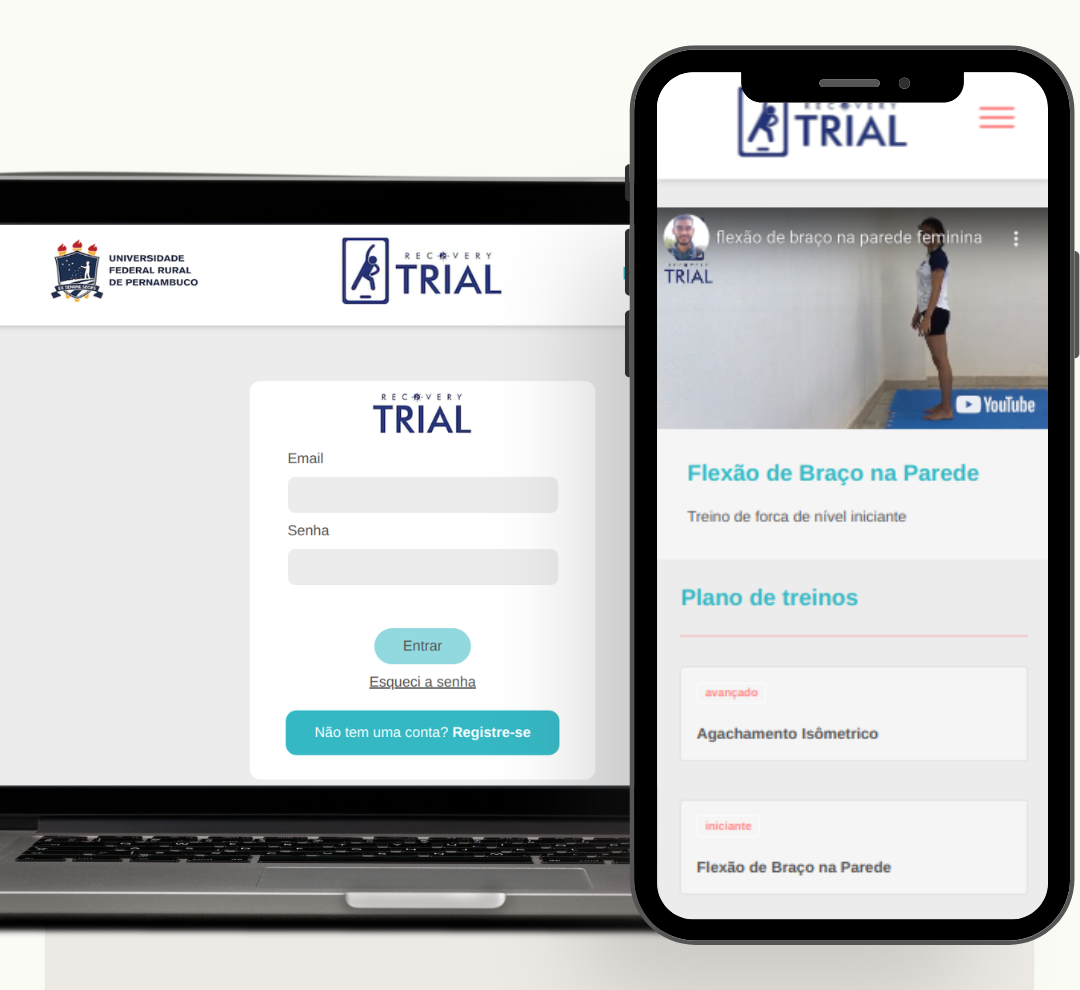 UNIVERSIDADE
FEDERAL RURAL
DE PERNAMBUCO
RECOVERY
TRIAL
RECOVERY
TRIAL
Email
Senha
Entrar
Esqueci a senha
Não tem uma conta? Registre-se
RECOVERY
TRIAL
flexão de braço na parede feminina
TRIAL
YouTube
Flexão de Braço na Parede
Treino de forca de nível iniciante
Plano de treinos
avançado
Agachamento Isômetrico
iniciante
Flexão de Braço na Parede